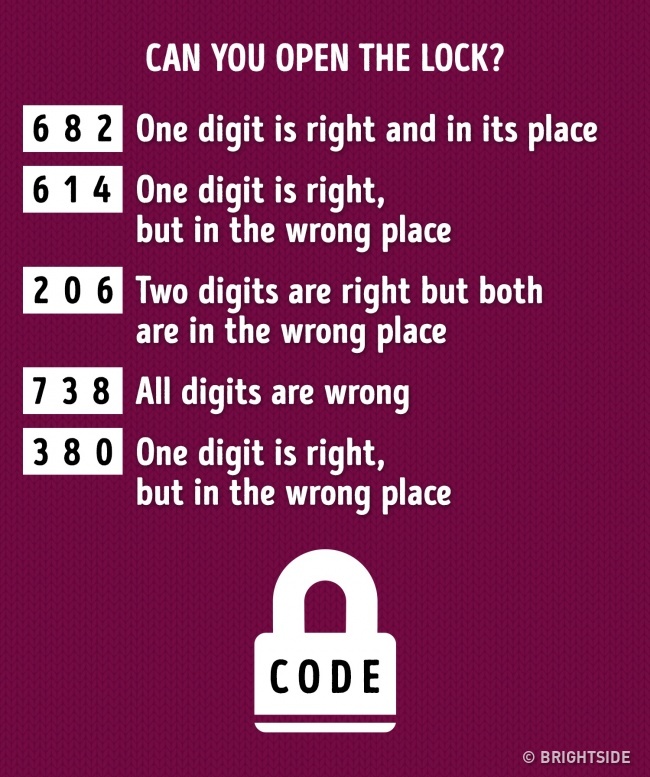 CAN YOU OPEN THE LOCK?
6 8 2 One digit is right and in its place
6 1 4 One digit is right,
but in the wrong place
2 0 6 Two digits are right but both
are in the wrong place
7 3 8 All digits are wrong
3 8 0 One digit is right,
but in the wrong place
CODE
© BRIGHTSIDE